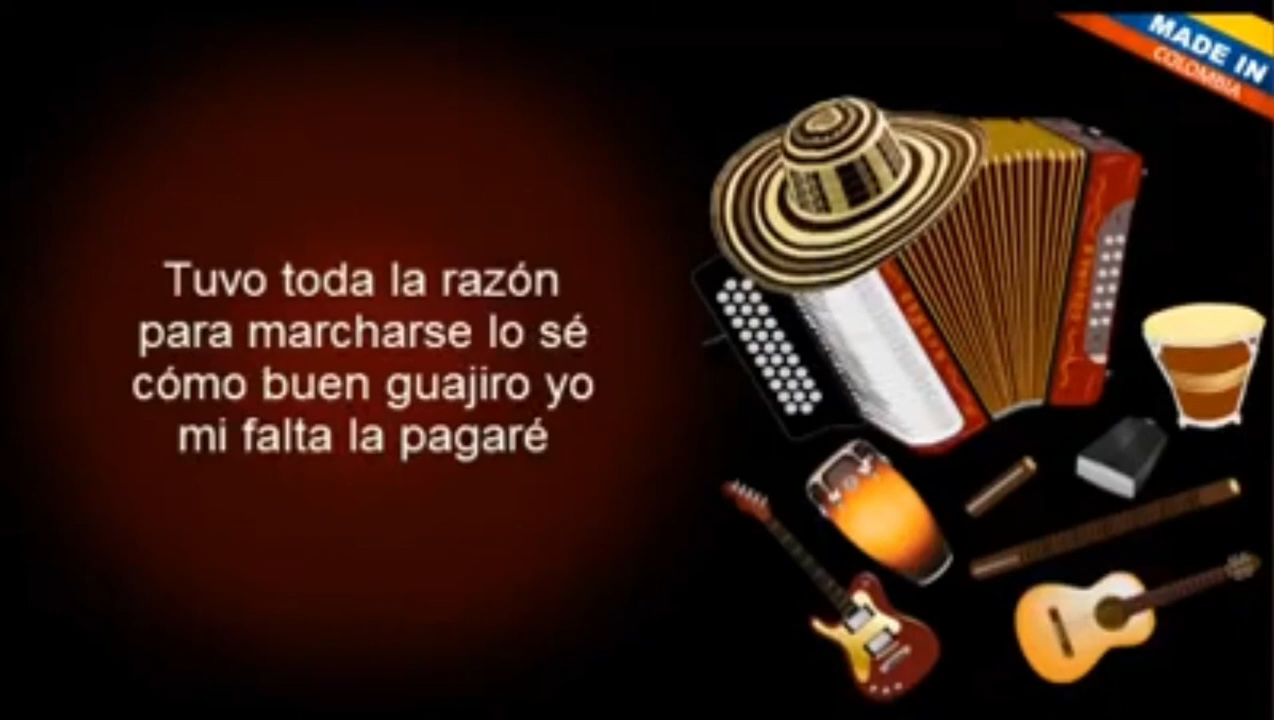 Tuvo toda la razón
para marcharse lo sé
cómo buen guajiro yo
mi falta la pagaré
MADE IN
COLOMBIA